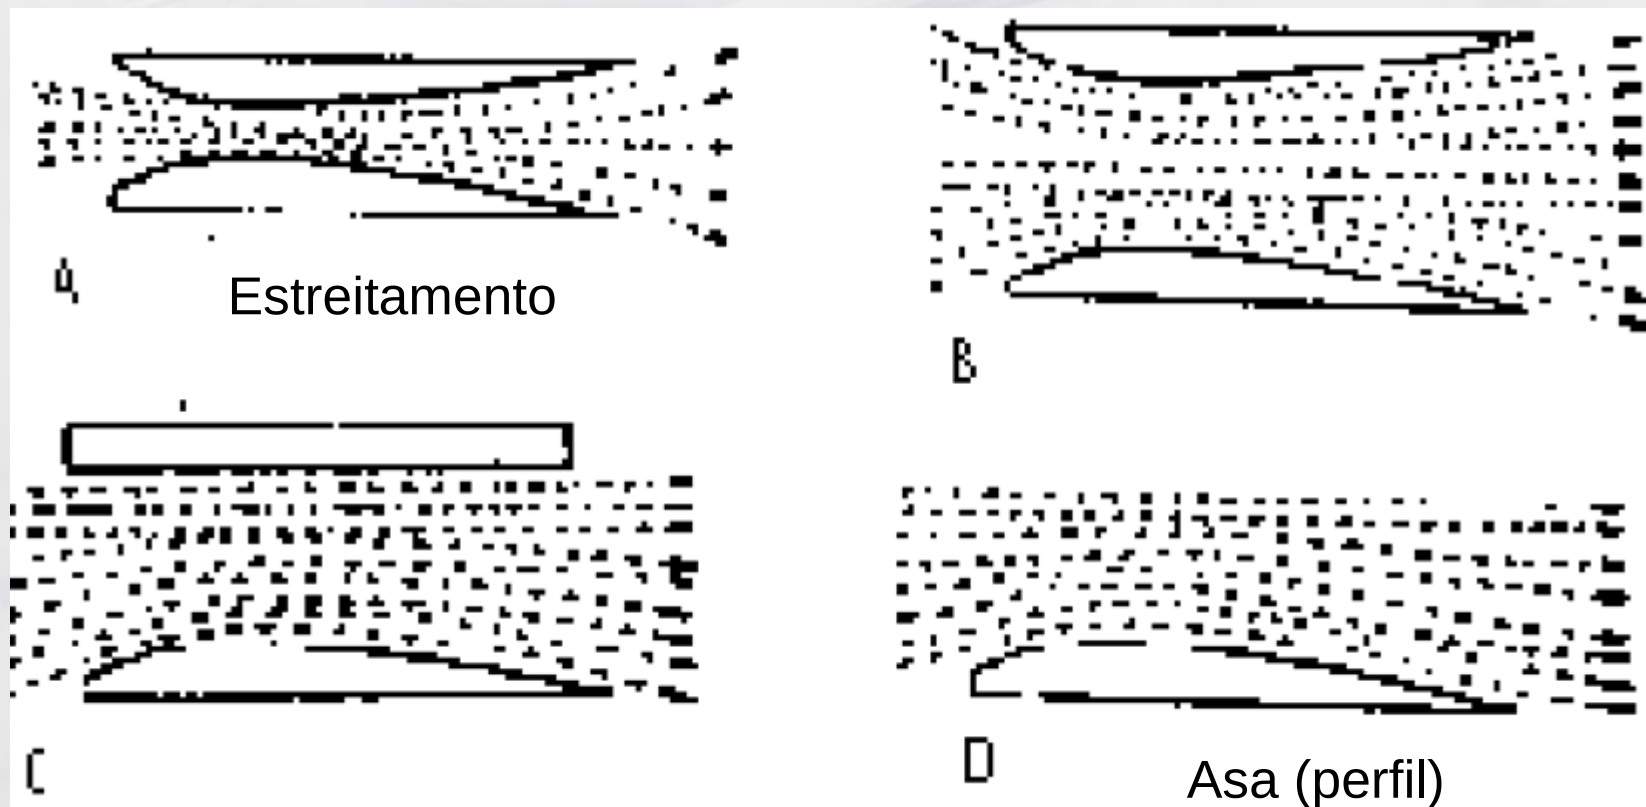 A
Estreitamento
B
C
D
Asa (perfil)